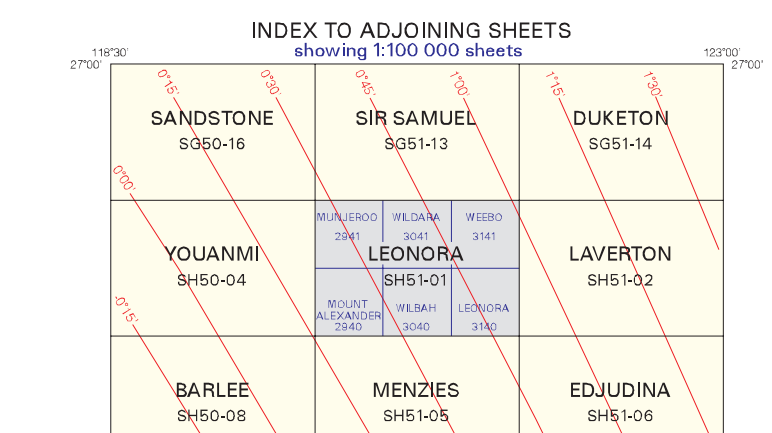 INDEX TO ADJOINING SHEETS
showing 1:100 000 sheets
118°30' 123°00'
27°00' 27°00'
0°15' 0°30' 0°45' 1°00' 1°15' 1°30'
SANDSTONE SIR SAMUEL DUKETON
SG50-16 SG51-13 SG51-14
0°00'
MUNJEROO WILDARA WEEBO
2941 3041 3141
YOUANMI LEONORA LAVERTON
SH50-04 SH51-01 SH51-02
-0°15'
MOUNT ALEXANDER WILBAH LEONORA
2940 3040 3140
BARLEE MENZIES EDJUDINA
SH50-08 SH51-05 SH51-06